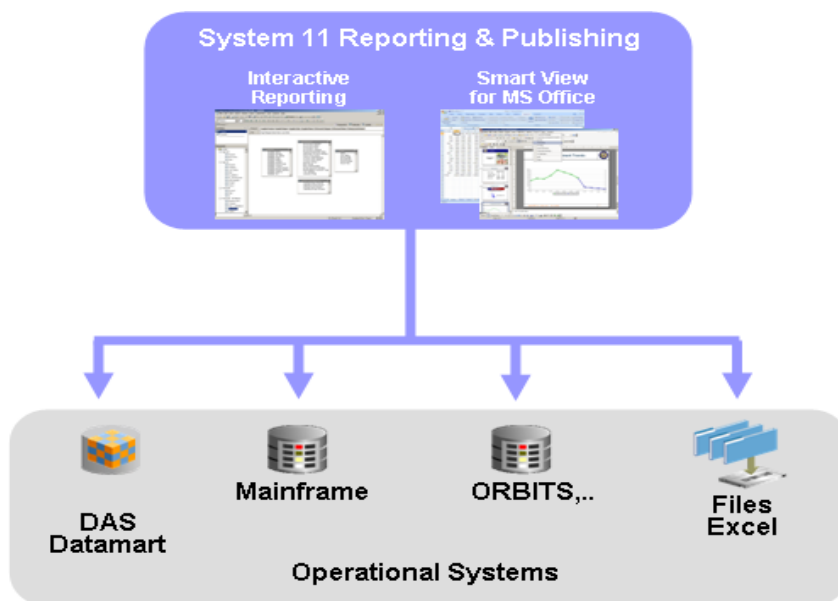 System 11 Reporting & Publishing
Interactive
Reporting
Smart View
for MS Office
DAS
Datamart
Mainframe
ORBITS,..
Files
Excel
Operational Systems